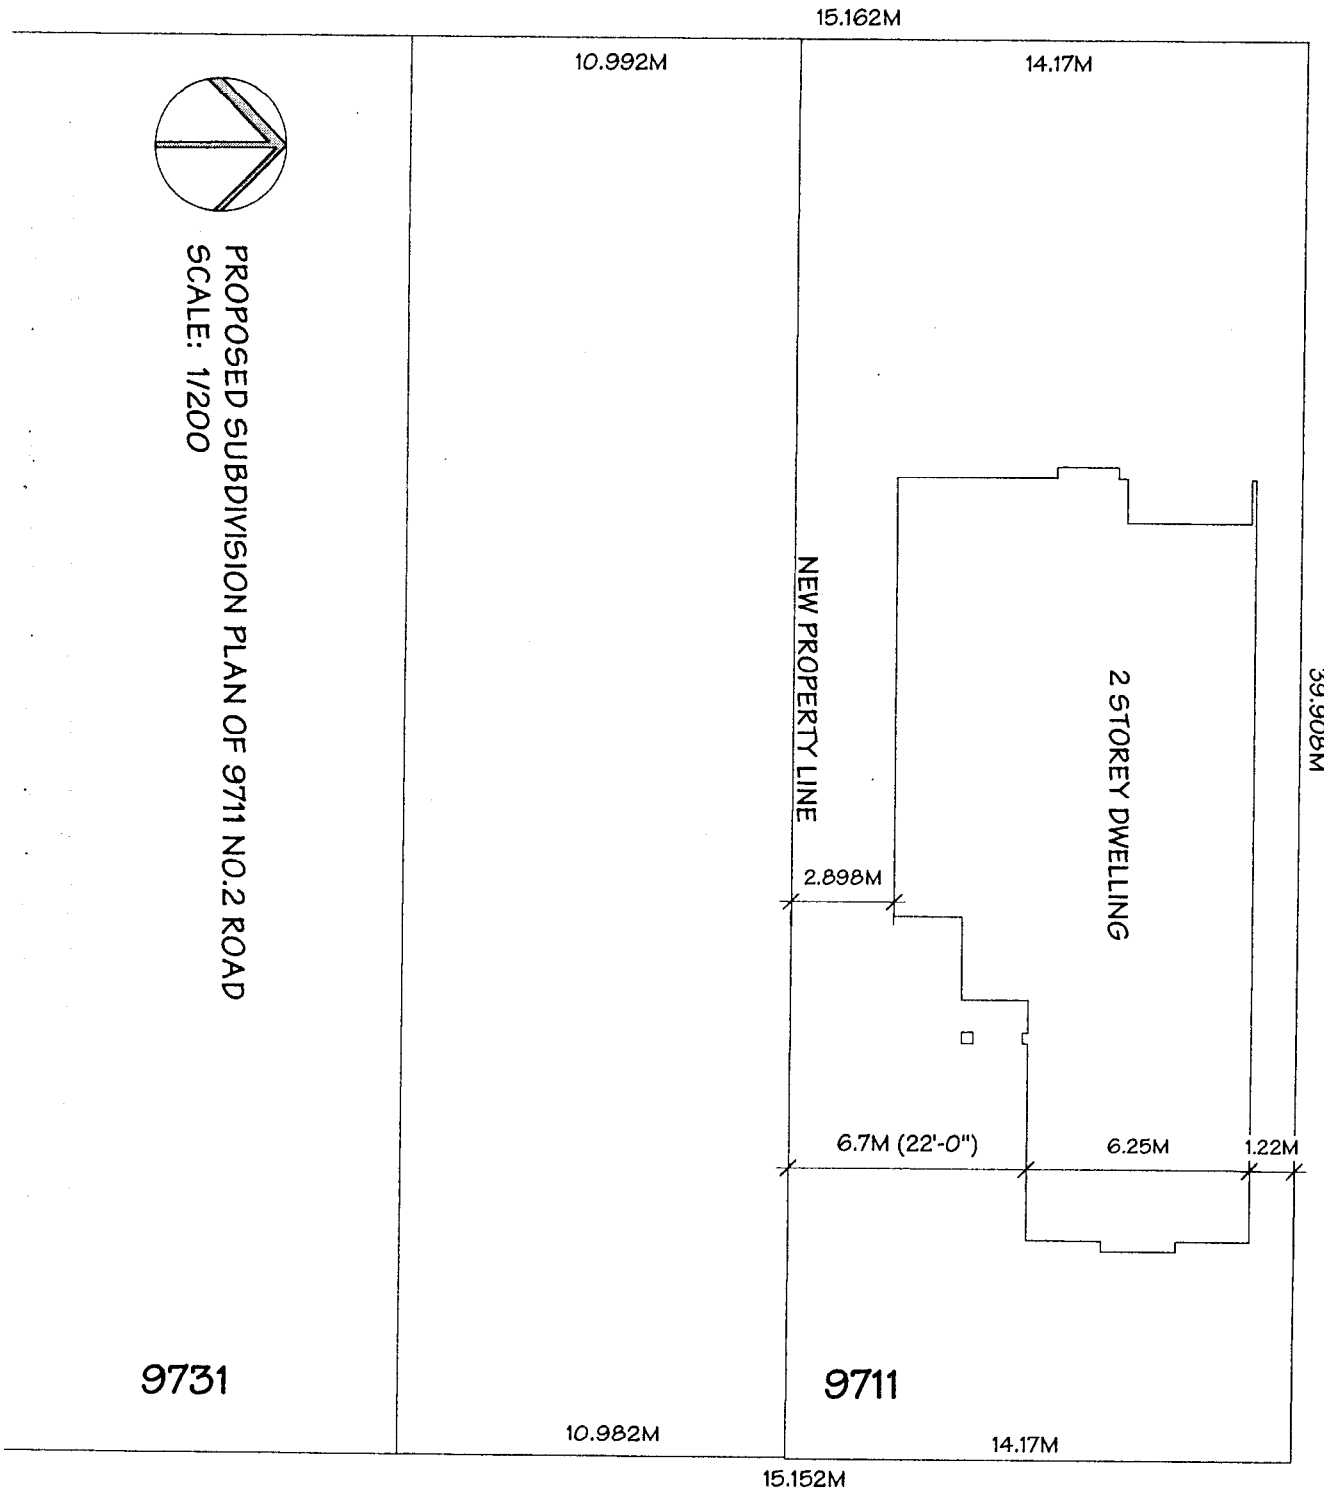 15.162M
10.992M
14.17M
PROPOSED SUBDIVISION PLAN OF 9711 NO.2 ROAD
SCALE: 1/200
NEW PROPERTY LINE
2 STOREY DWELLING
39.908M
2.898M
6.7M (22'-0")
6.25M
1.22M
9731
9711
10.982M
14.17M
15.152M